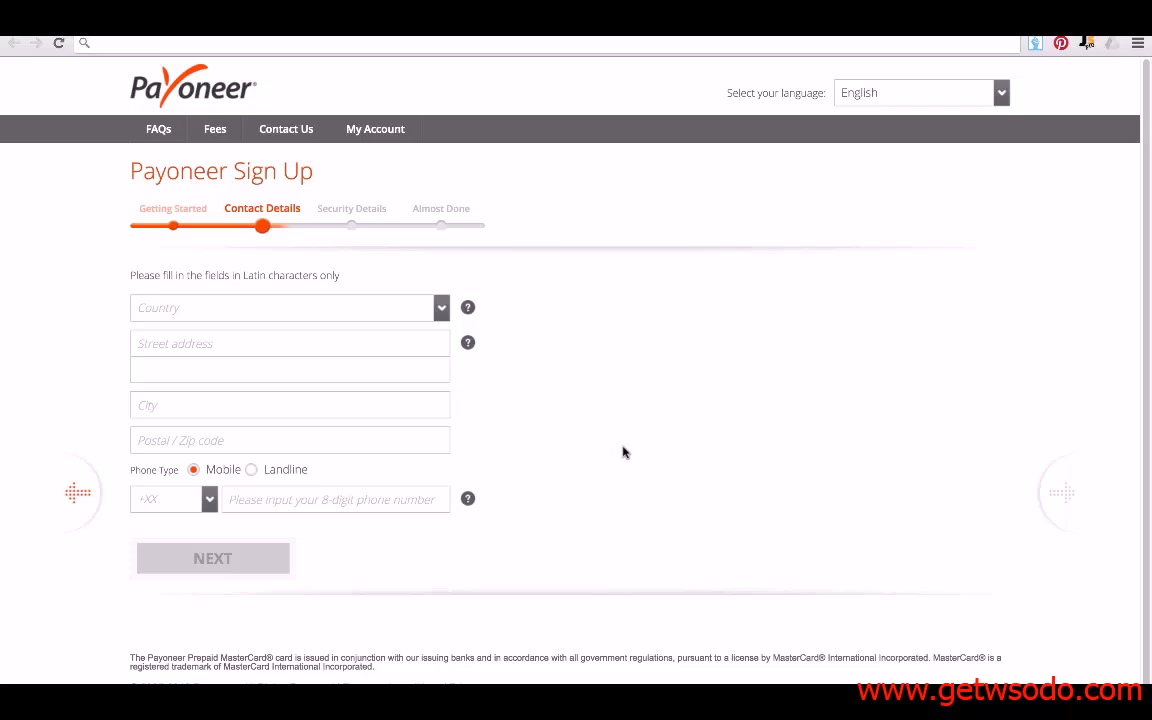 Payoneer®
Select your language: English
FAQs Fees Contact Us My Account
Payoneer Sign Up
Getting Started Contact Details Security Details Almost Done
Please fill in the fields in Latin characters only
Country ?
Street address ?
City
Postal / Zip code
Phone Type Mobile Landline
+XX Please input your 8-digit phone number ?
NEXT
The Payoneer Prepaid MasterCard® card is issued in conjunction with our issuing banks and in accordance with all government regulations, pursuant to a license by MasterCard® International Incorporated. MasterCard® is a
registered trademark of MasterCard International Incorporated.
www.getwsodo.com